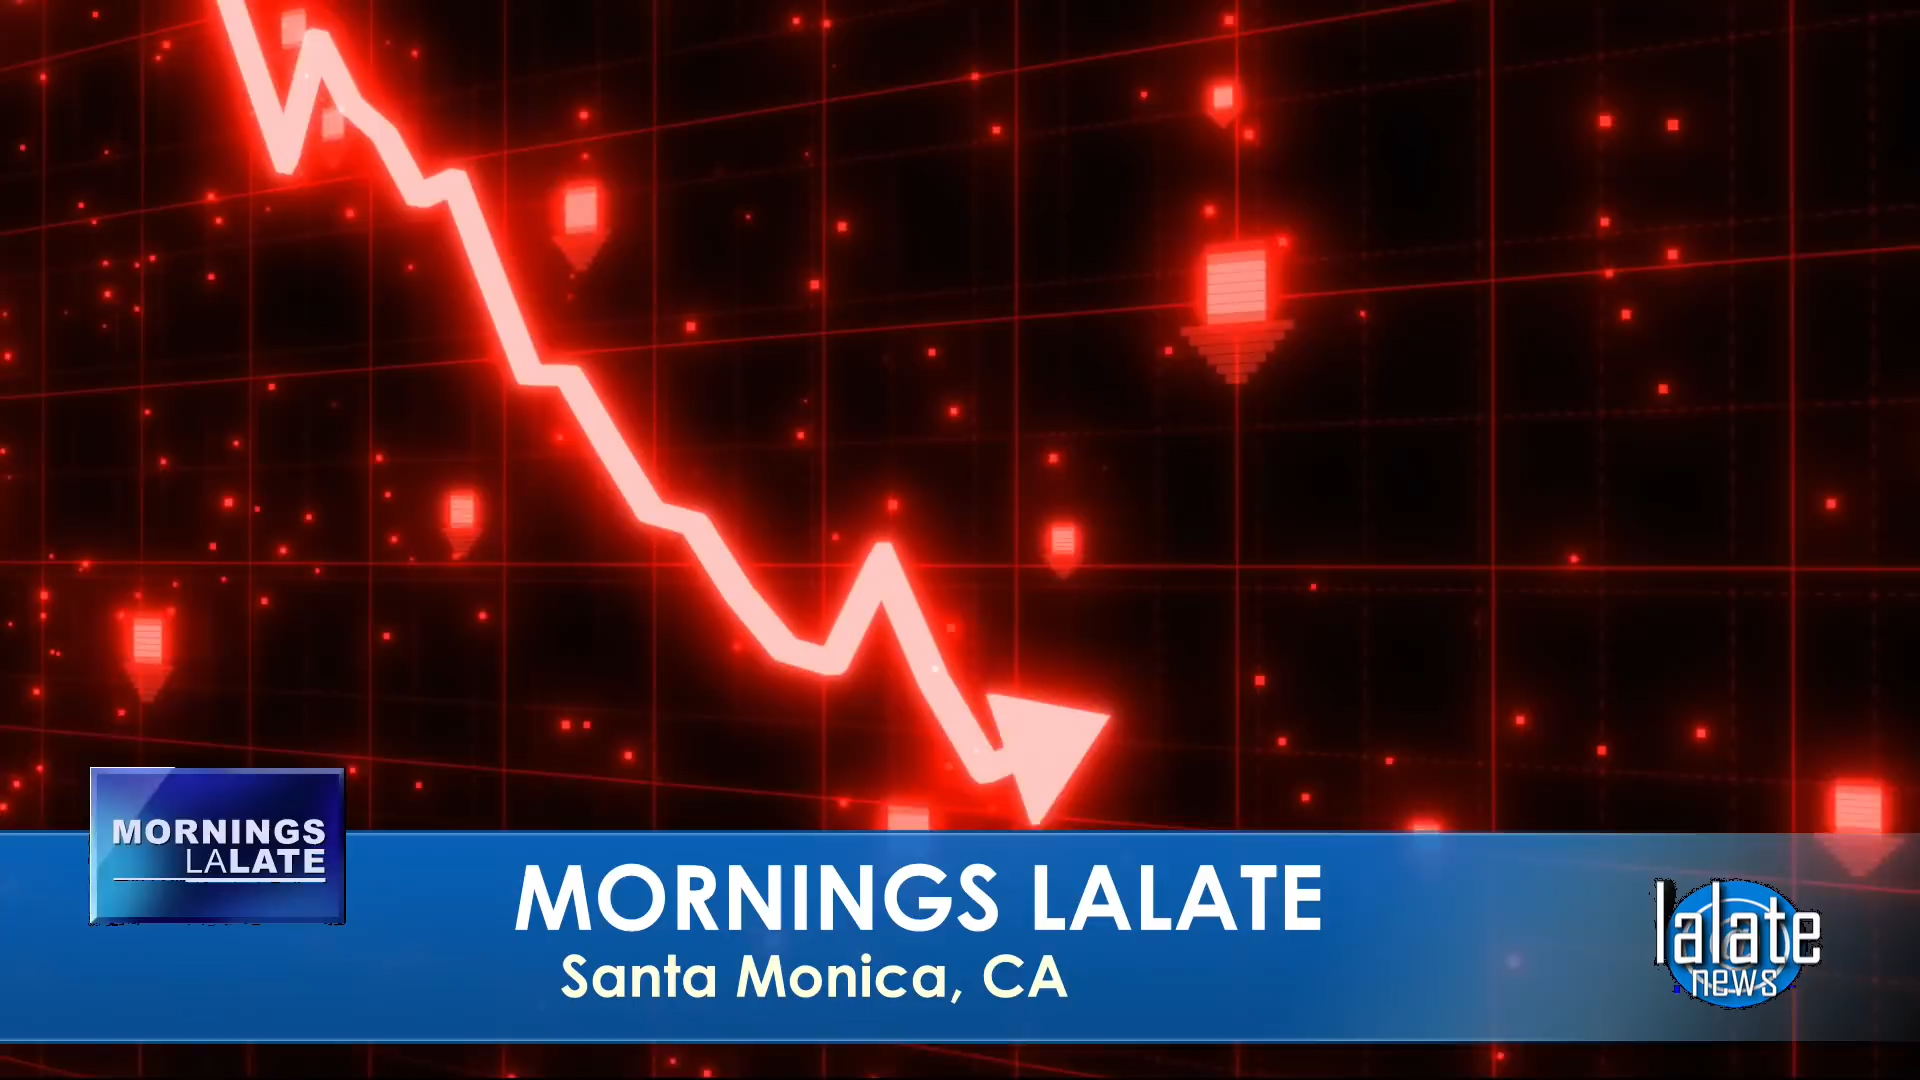 MORNINGS
LALATE
MORNINGS LALATE
Santa Monica, CA
lalate
news